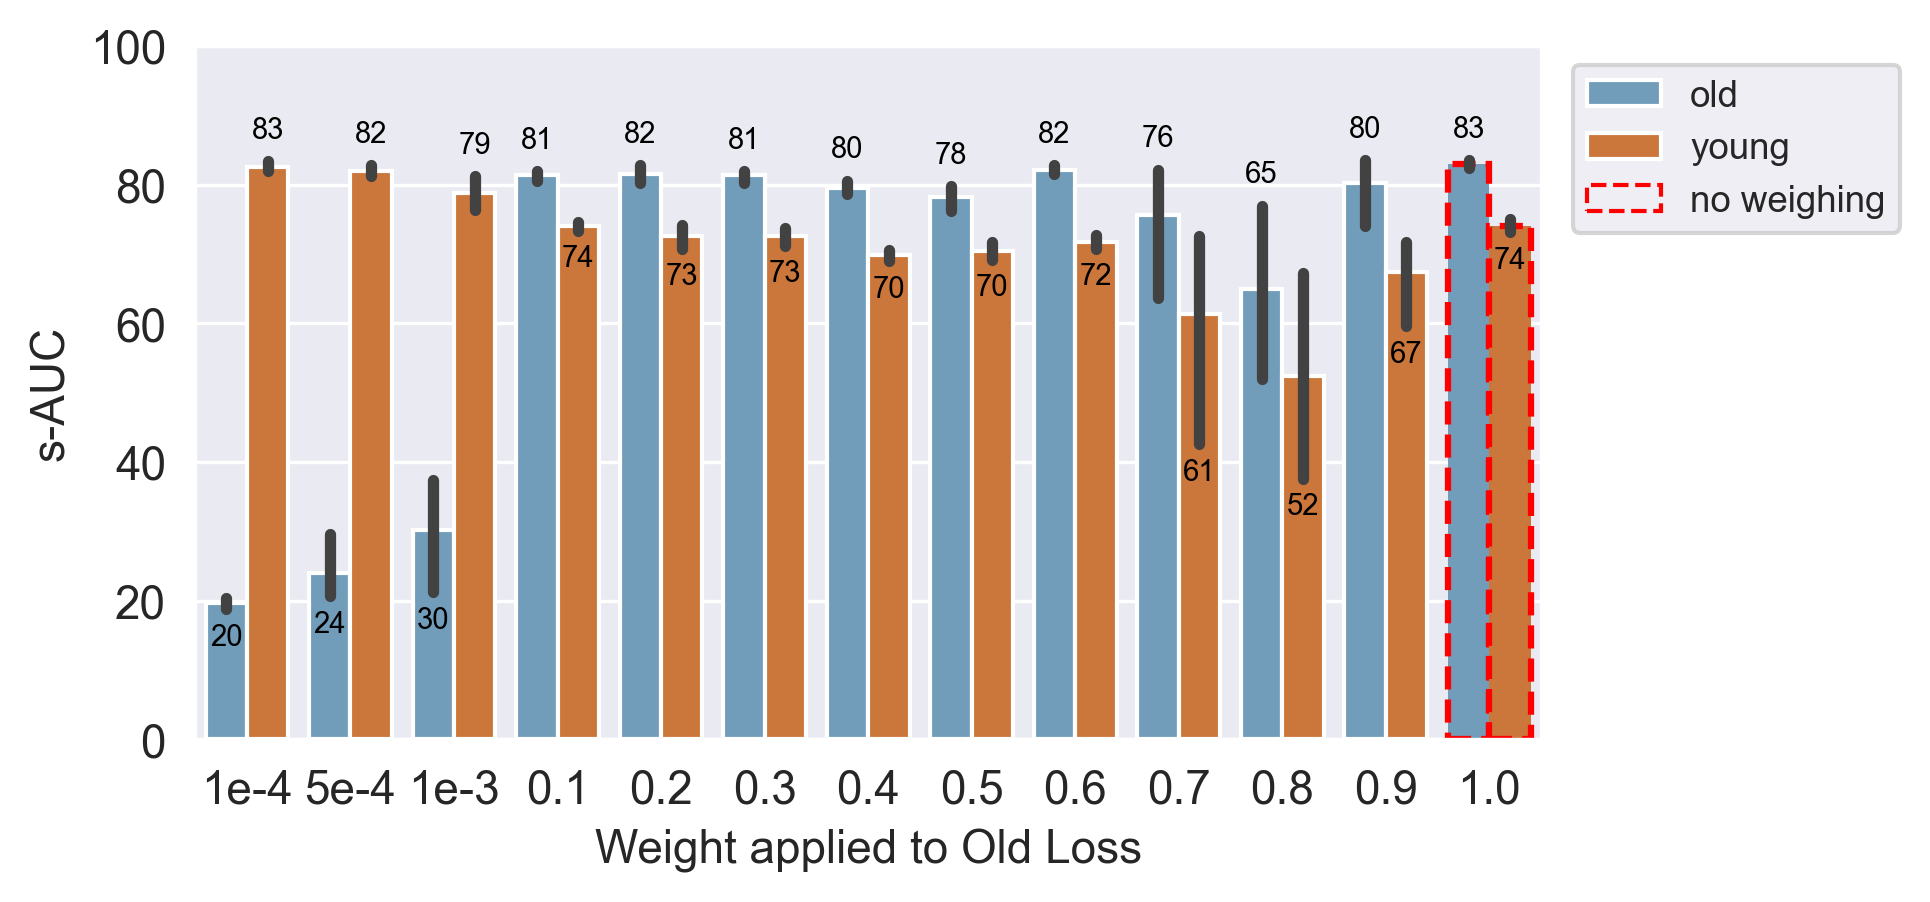 100
80
60
40
20
0
s-AUC
83 82 79 81 82 81 80 78 82 76 65 80 83
74 73 73 70 70 72 61 52 67 74
20 24 30
1e-4 5e-4 1e-3 0.1 0.2 0.3 0.4 0.5 0.6 0.7 0.8 0.9 1.0
Weight applied to Old Loss
old
young
no weighing